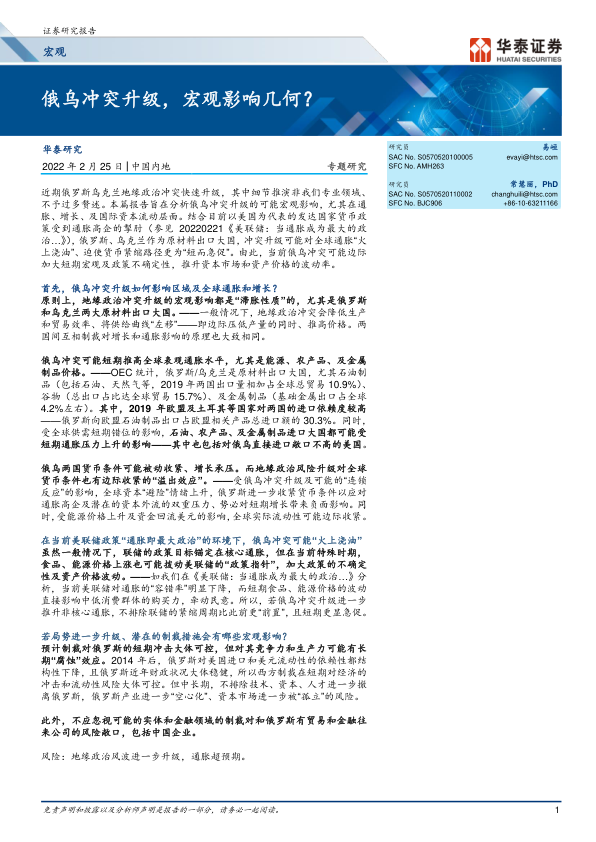 证券研究报告
宏观
华泰证券
HUATAI SECURITIES
俄乌冲突升级，宏观影响几何？
华泰研究
2022 年 2 月 25 日│中国内地
专题研究
研究员 易峘
SAC No. S0570520100005 evayi@htsc.com
SFC No. AMH263
研究员 常慧丽，PhD
SAC No. S0570520110002 changhuili@htsc.com
SFC No. BJC906 +86-10-63211166
近期俄罗斯乌克兰地缘政治冲突快速升级，其中细节推演非我们专业领域、
不予过多赘述。本篇报告旨在分析俄乌冲突升级的可能宏观影响，尤其在通
胀、增长、及国际资本流动层面。结合目前以美国为代表的发达国家货币政
策受到通胀高企的掣肘（参见 20220221《美联储：当通胀成为最大的政
治…》），俄罗斯、乌克兰作为原材料出口大国，冲突升级可能对全球通胀“火
上浇油”、迫使货币紧缩路径更为“短而急促”。由此，当前俄乌冲突可能边际
加大短期宏观及政策不确定性，推升资本市场和资产价格的波动率。
首先，俄乌冲突升级如何影响区域及全球通胀和增长？
原则上，地缘政治冲突升级的宏观影响都是“滞胀性质”的，尤其是俄罗斯
和乌克兰两大原材料出口大国。——一般情况下，地缘政治冲突会降低生产
和贸易效率、将供给曲线“左移”——即边际压低产量的同时、推高价格。两
国间互相制裁对增长和通胀影响的原理也大致相同。
俄乌冲突可能短期推高全球表观通胀水平，尤其是能源、农产品、及金属
制品价格。——OEC 统计，俄罗斯/乌克兰是原材料出口大国，尤其石油制
品（包括石油、天然气等，2019 年两国出口量相加占全球总贸易 10.9%）、
谷物（总出口占比达全球贸易 15.7%）、及金属制品（基础金属出口占全球
4.2%左右）。其中，2019 年欧盟及土耳其等国家对两国的进口依赖度较高
——俄罗斯向欧盟石油制品出口占欧盟相关产品总进口额的 30.3%。同时，
受全球供需短期错位的影响，石油、农产品、及金属制品进口大国都可能受
短期通胀压力上升的影响——其中也包括对俄乌直接进口敞口不高的美国。
俄乌两国货币条件可能被动收紧、增长承压。而地缘政治风险升级对全球
货币条件也有边际收紧的“溢出效应”。——受俄乌冲突升级及可能的“连锁
反应”的影响，全球资本“避险”情绪上升，俄罗斯进一步收紧货币条件以应对
通胀高企及潜在的资本外流的双重压力、势必对短期增长带来负面影响。同
时，受能源价格上升及资金回流美元的影响，全球实际流动性可能边际收紧。
在当前美联储政策“通胀即最大政治”的环境下，俄乌冲突可能“火上浇油”
虽然一般情况下，联储的政策目标锚定在核心通胀，但在当前特殊时期，
食品、能源价格上涨也可能拨动美联储的“政策指针”，加大政策的不确定
性及资产价格波动。——如我们在《美联储：当通胀成为最大的政治…》分
析，当前美联储对通胀的“容错率”明显下降，而短期食品、能源价格的波动
直接影响中低消费群体的购买力，牵动民意。所以，若俄乌冲突升级进一步
推升非核心通胀，不排除联储的紧缩周期比此前更“前置”，且短期更显急促。
若局势进一步升级、潜在的制裁措施会有哪些宏观影响？
预计制裁对俄罗斯的短期冲击大体可控，但对其竞争力和生产力可能有长
期“腐蚀”效应。2014 年后，俄罗斯对美国进口和美元流动性的依赖性都结
构性下降，且俄罗斯近年财政状况大体稳健，所以西方制裁在短期对经济的
冲击和流动性风险大体可控。但中长期，不排除技术、资本、人才进一步撤
离俄罗斯，俄罗斯产业进一步“空心化”、资本市场进一步被“孤立”的风险。
此外，不应忽视可能的实体和金融领域的制裁对和俄罗斯有贸易和金融往
来公司的风险敞口，包括中国企业。
风险：地缘政治风波进一步升级，通胀超预期。
免责声明和披露以及分析师声明是报告的一部分，请务必一起阅读。
1